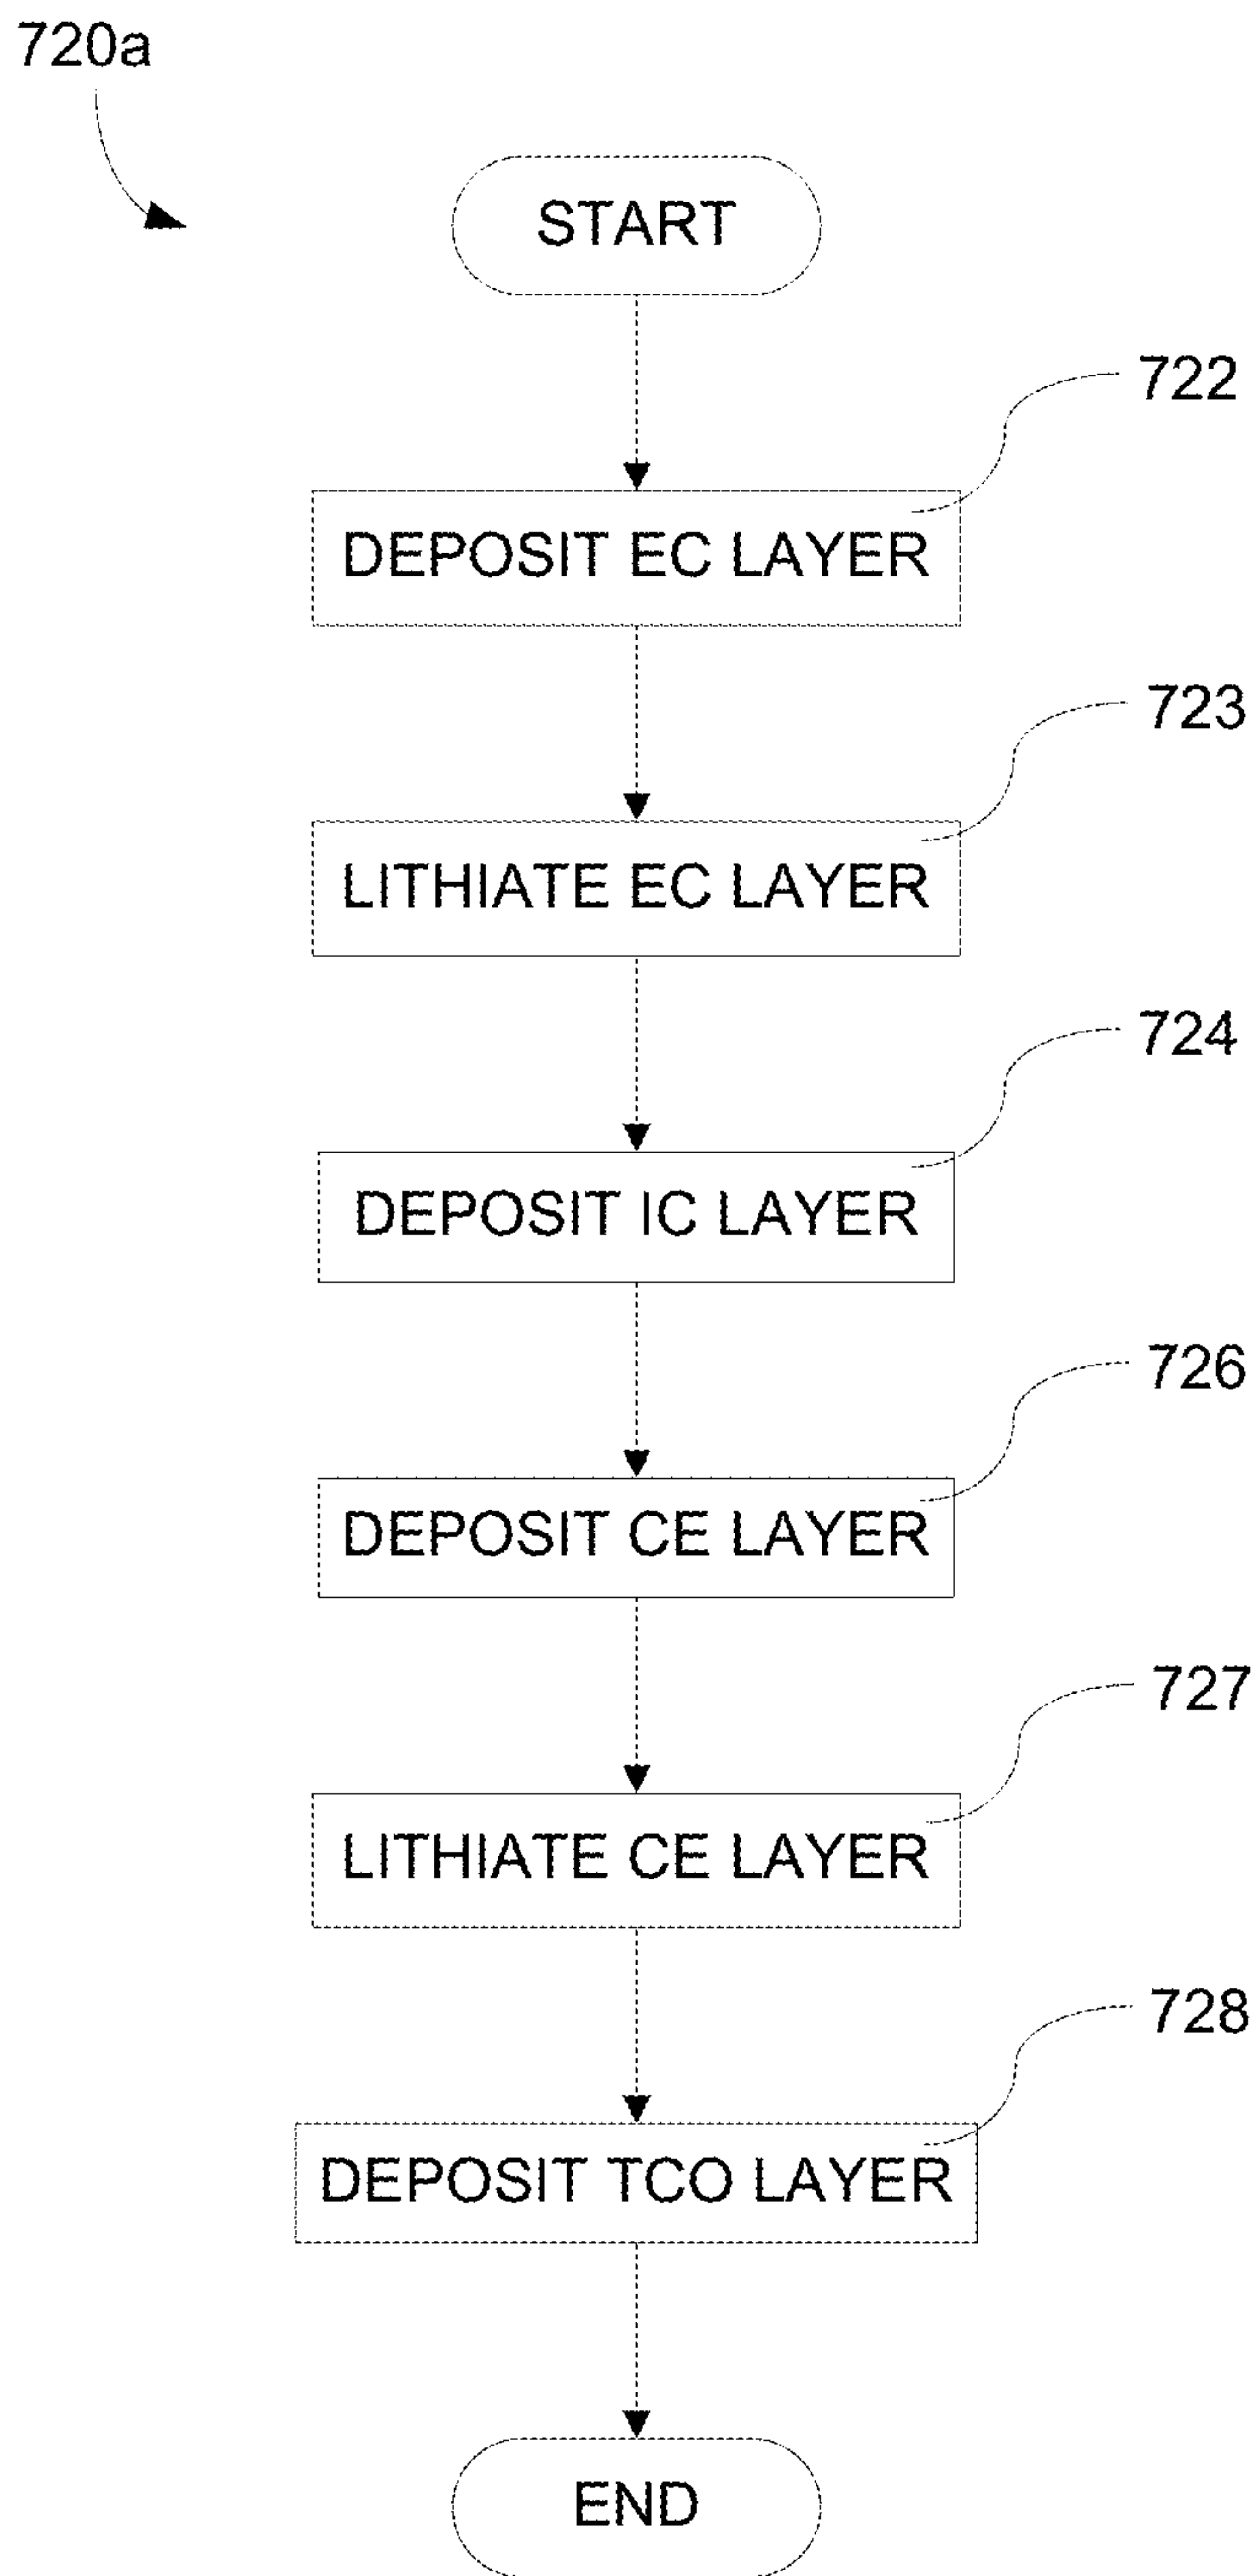 720a
START
722
DEPOSIT EC LAYER
723
LITHIATE EC LAYER
724
DEPOSIT IC LAYER
726
DEPOSIT CE LAYER
727
LITHIATE CE LAYER
728
DEPOSIT TCO LAYER
END